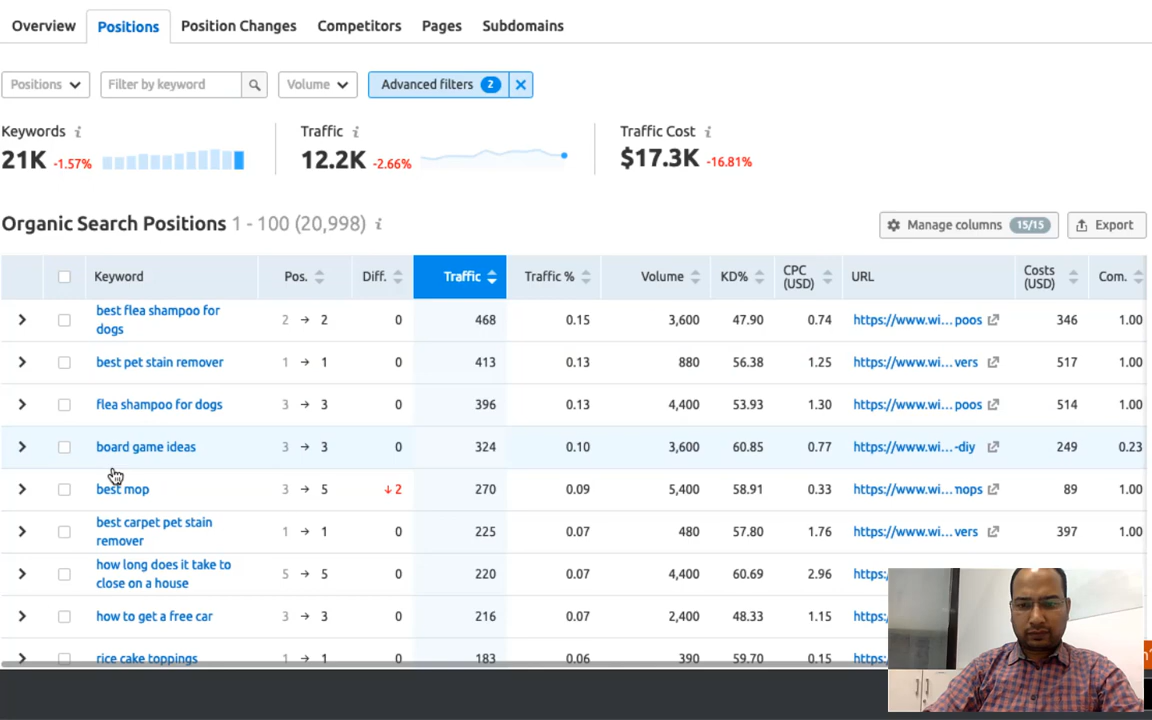 Overview Positions Position Changes Competitors Pages Subdomains
Positions Filter by keyword Volume Advanced filters 2
Keywords i Traffic i Traffic Cost i
21K -1.57% 12.2K -2.66% $17.3K -16.81%
Organic Search Positions 1 - 100 (20,998) i Manage columns 15/15 Export
Keyword Pos. Diff. Traffic Traffic % Volume KD% CPC (USD) URL Costs (USD) Com.
best flea shampoo for dogs 2 → 2 0 468 0.15 3,600 47.90 0.74 https://www.wi...poos 346 1.00
best pet stain remover 1 → 1 0 413 0.13 880 56.38 1.25 https://www.wi...vers 517 1.00
flea shampoo for dogs 3 → 3 0 396 0.13 4,400 53.93 1.30 https://www.wi...poos 514 1.00
board game ideas 3 → 3 0 324 0.10 3,600 60.85 0.77 https://www.wi...-diy 249 0.23
best mop 3 → 5 ↓ 2 270 0.09 5,400 58.91 0.33 https://www.wi...nops 89 1.00
best carpet pet stain remover 1 → 1 0 225 0.07 480 57.80 1.76 https://www.wi...vers 397 1.00
how long does it take to close on a house 5 → 5 0 220 0.07 4,400 60.69 2.96 https:
how to get a free car 3 → 3 0 216 0.07 2,400 48.33 1.15 https:
rice cake toppings 1 → 1 0 183 0.06 390 59.70 0.15 https: